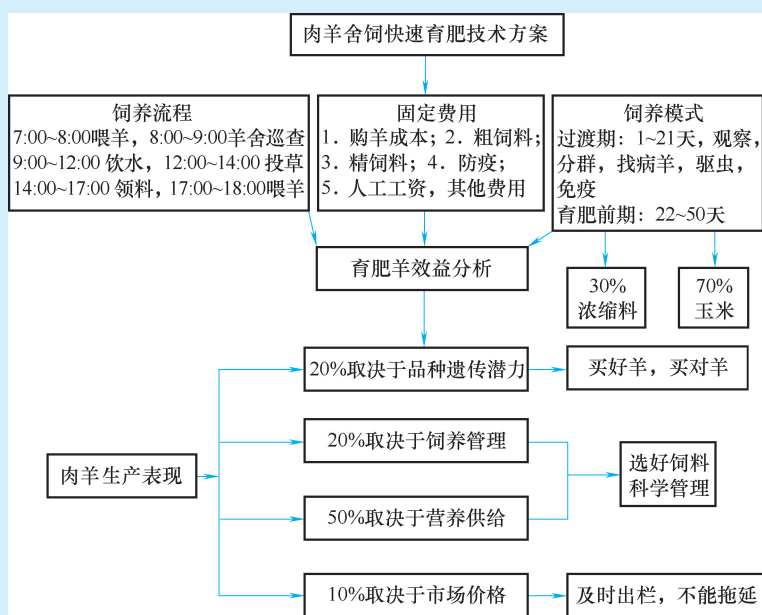 肉羊舍饲快速育肥技术方案
饲养流程
7:00~8:00喂羊，8:00~9:00羊舍巡查
9:00~12:00 饮水，12:00~14:00 投草
14:00~17:00 领料，17:00~18:00喂羊
固定费用
1．购羊成本；2．粗饲料；
3．精饲料；4．防疫；
5．人工工资，其他费用
饲养模式
过渡期：1~21天，观察，
分群，找病羊，驱虫，
免疫
育肥前期：22~50天
育肥羊效益分析
30%
浓缩料
70%
玉米
20%取决于品种遗传潜力
买好羊，买对羊
肉羊生产表现
20%取决于饲养管理
50%取决于营养供给
选好饲料
科学管理
10%取决于市场价格
及时出栏，不能拖延